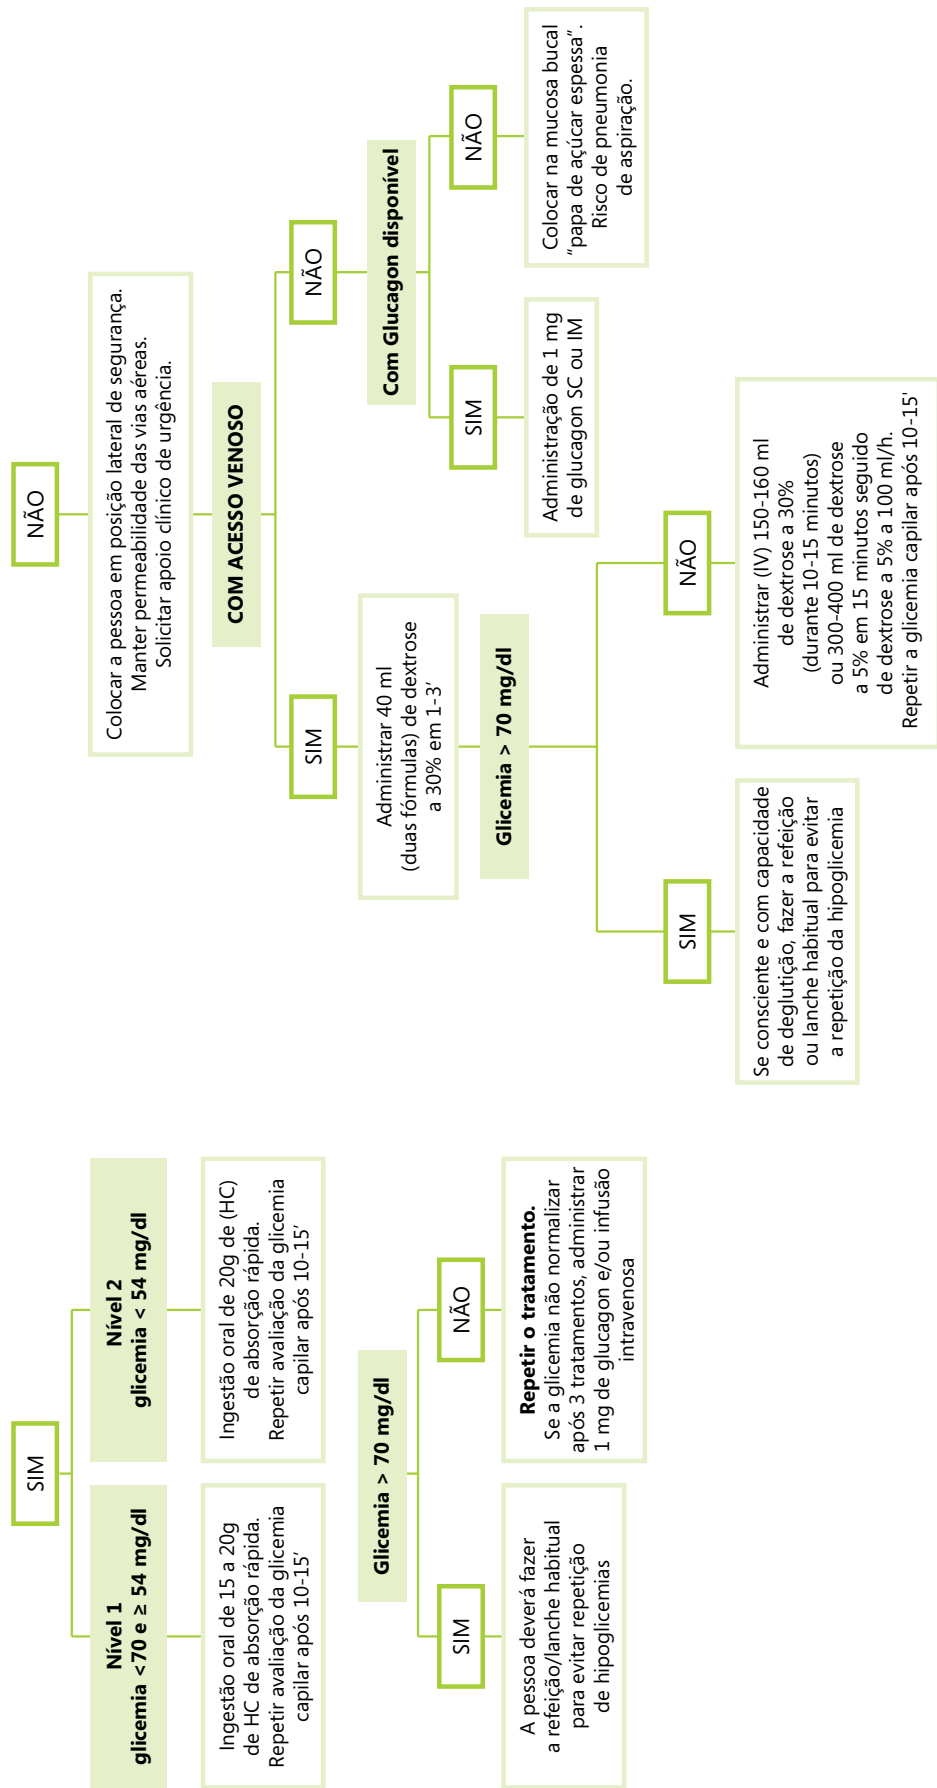 SIM
Nível 1
glicemia <70 e ≥ 54 mg/dl
Ingestão oral de 15 a 20g
de HC de absorção rápida.
Repetir avaliação da glicemia
capilar após 10-15′
Nível 2
glicemia < 54 mg/dl
Ingestão oral de 20g de (HC)
de absorção rápida.
Repetir avaliação da glicemia
capilar após 10-15′
Glicemia > 70 mg/dl
SIM
A pessoa deverá fazer
a refeição/lanche habitual
para evitar repetição
de hipoglicemias
NÃO
Repetir o tratamento.
Se a glicemia não normalizar
após 3 tratamentos, administrar
1 mg de glucagon e/ou infusão
intravenosa
NÃO
Colocar a pessoa em posição lateral de segurança.
Manter permeabilidade das vias aéreas.
Solicitar apoio clínico de urgência.
COM ACESSO VENOSO
SIM
Administrar 40 ml
(duas fórmulas) de dextrose
a 30% em 1-3′
Glicemia > 70 mg/dl
SIM
Se consciente e com capacidade
de deglutição, fazer a refeição
ou lanche habitual para evitar
a repetição da hipoglicemia
NÃO
Administrar (IV) 150-160 ml
de dextrose a 30%
(durante 10-15 minutos)
ou 300-400 ml de dextrose
a 5% em 15 minutos seguido
de dextrose a 5% a 100 ml/h.
Repetir a glicemia capilar após 10-15'
NÃO
Com Glucagon disponível
SIM
Administração de 1 mg
de glucagon SC ou IM
NÃO
Colocar na mucosa bucal
“papa de açúcar espessa”.
Risco de pneumonia
de aspiração.